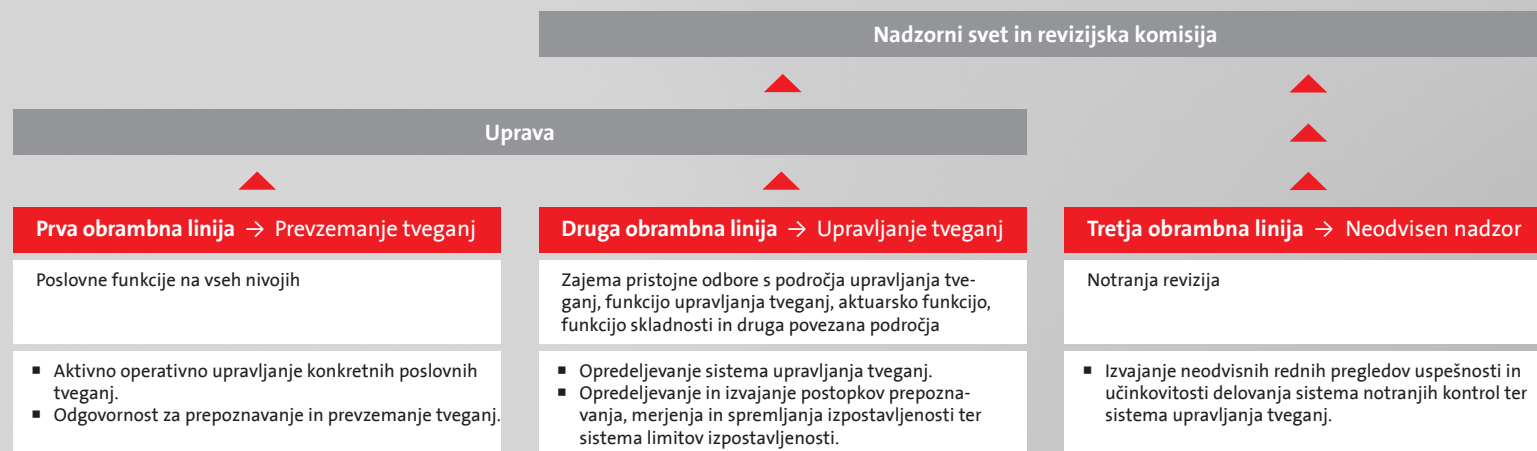 Nadzorni svet in revizijska komisija
Uprava
Prva obrambna linija → Prevzemanje tveganj
Poslovne funkcije na vseh nivojih
▪ Aktivno operativno upravljanje konkretnih poslovnih
tveganj.
▪ Odgovornost za prepoznavanje in prevzemanje tveganj.
Druga obrambna linija → Upravljanje tveganj
Zajema pristojne odbore s področja upravljanja tve-
ganj, funkcijo upravljanja tveganj, aktuarsko funkcijo,
funkcijo skladnosti in druga povezana področja
▪ Opredeljevanje sistema upravljanja tveganj.
▪ Opredeljevanje in izvajanje postopkov prepozna-
vanja, merjenja in spremljanja izpostavljenosti ter
sistema limitov izpostavljenosti.
Tretja obrambna linija → Neodvisen nadzor
Notranja revizija
▪ Izvajanje neodvisnih rednih pregledov uspešnosti in
učinkovitosti delovanja sistema notranjih kontrol ter
sistema upravljanja tveganj.